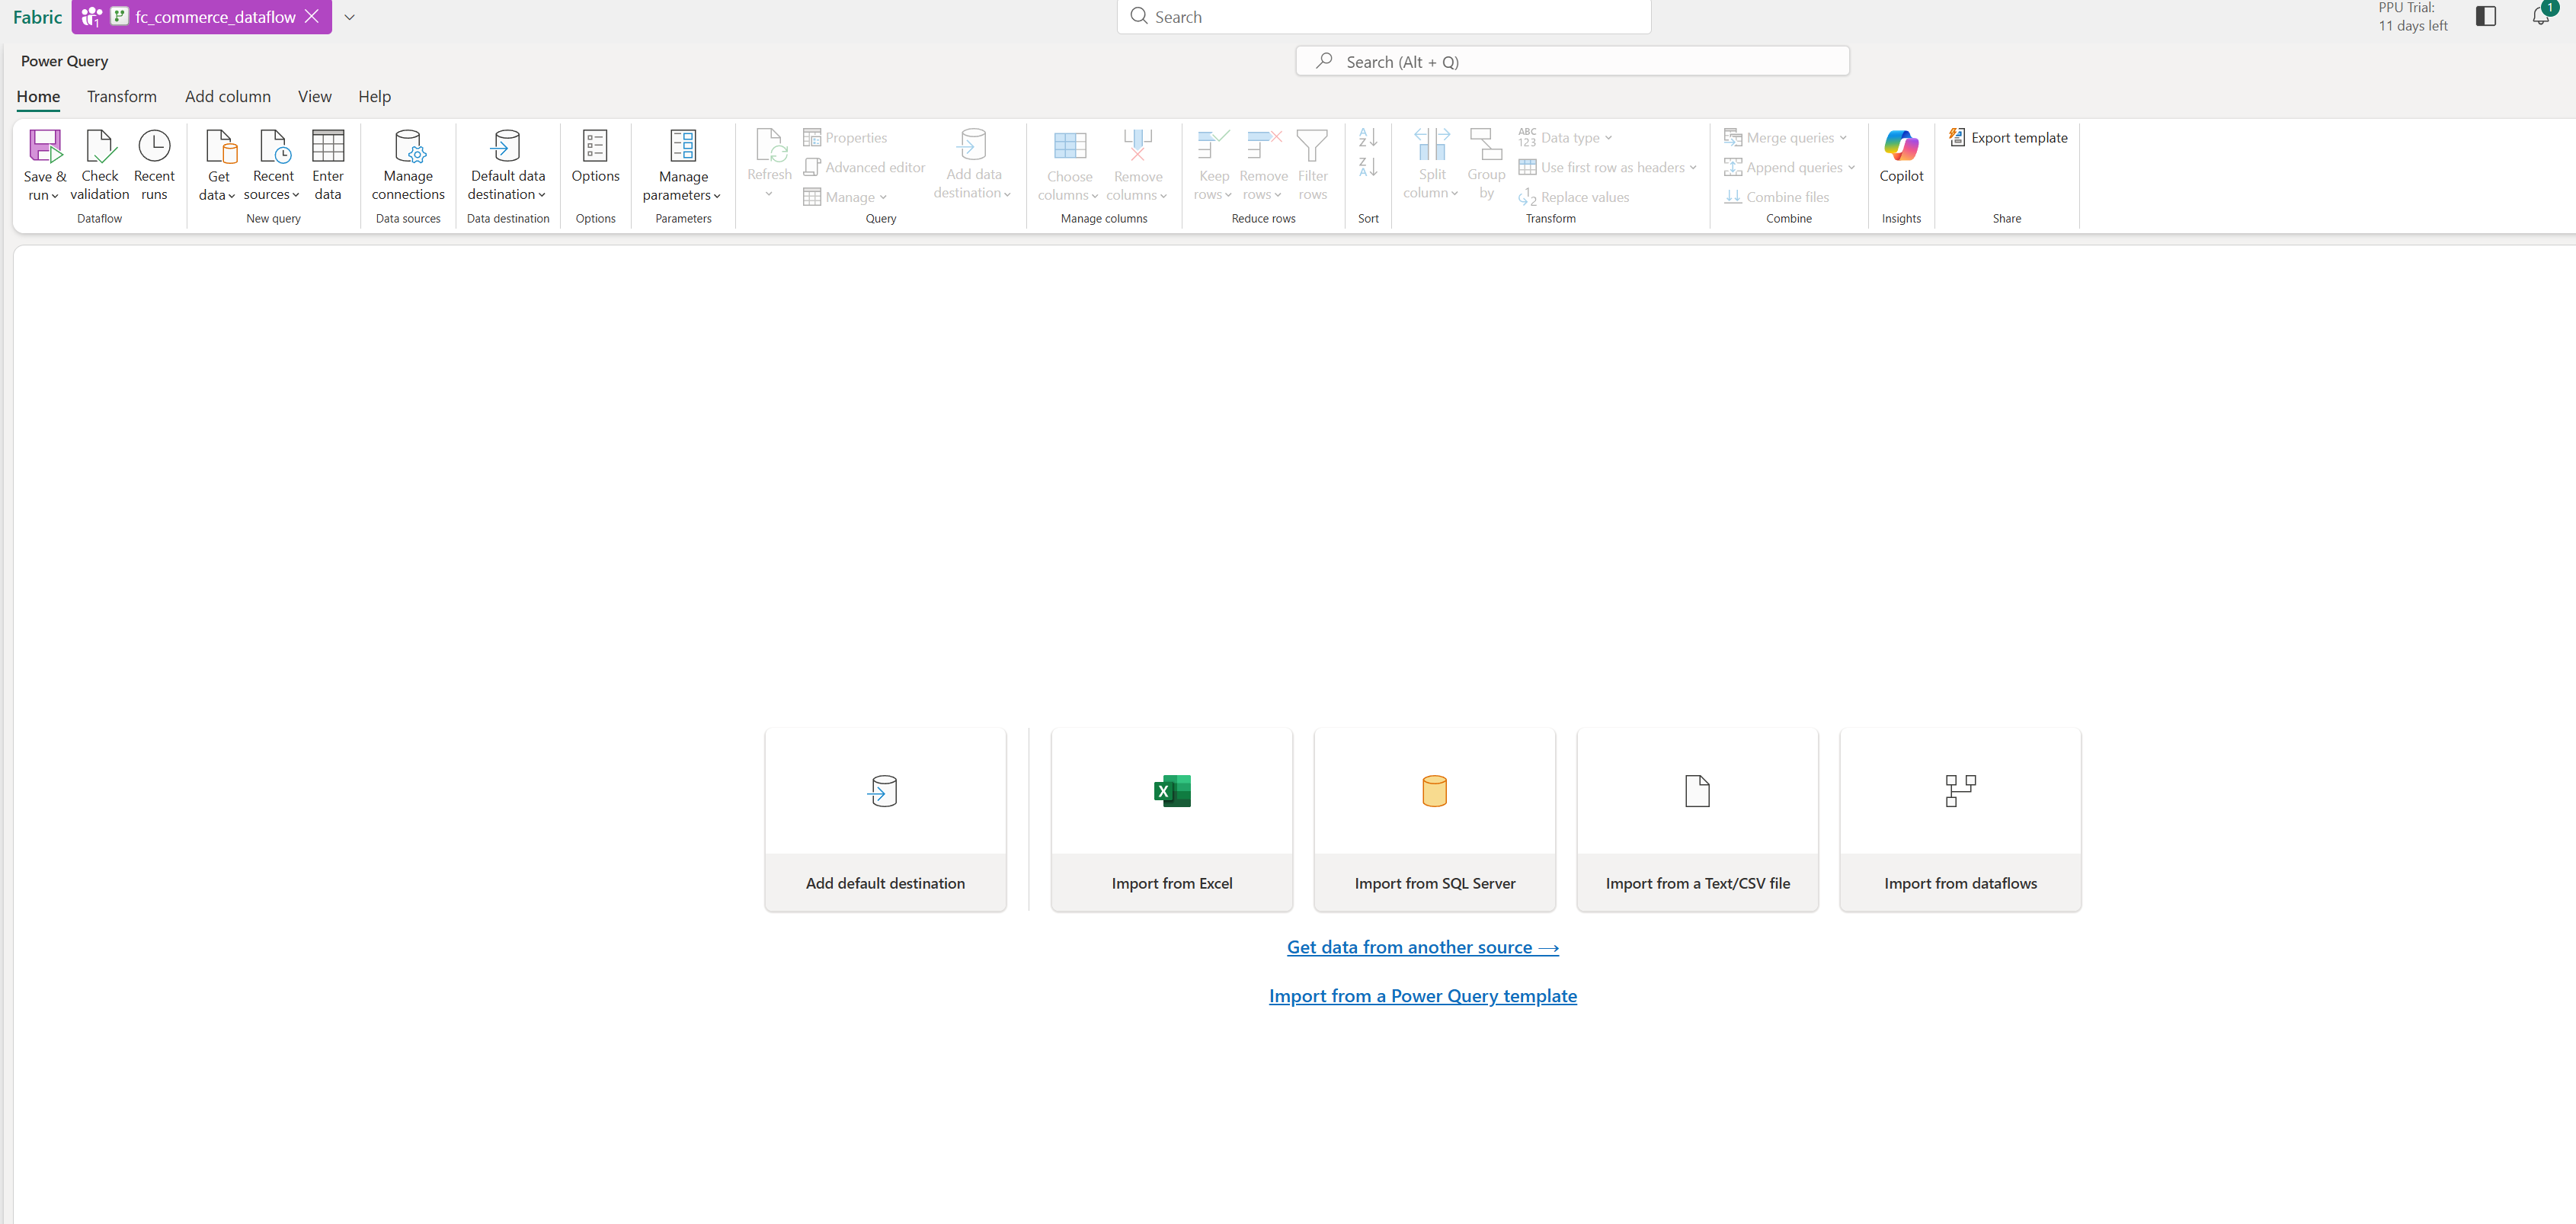 Fabric
fc_commerce_dataflow
Search
PPU Trial:
11 days left
1
Power Query
Search (Alt + Q)
Home
Transform
Add column
View
Help
Save &
run
Check
validation
Recent
runs
Dataflow
Get
data
Recent
sources
Enter
data
New query
Manage
connections
Data sources
Default data
destination
Data destination
Options
Options
Manage
parameters
Parameters
Refresh
Properties
Advanced editor
Manage
Add data
destination
Query
Choose
columns
Remove
columns
Manage columns
Keep
rows
Remove
rows
Filter
rows
Reduce rows
A
Z
Z
A
Sort
Split
column
Group
by
ABC
123
Data type
Use first row as headers
1
2
Replace values
Transform
Merge queries
Append queries
Combine files
Combine
Copilot
Insights
Export template
Share
X
Add default destination
Import from Excel
Import from SQL Server
Import from a Text/CSV file
Import from dataflows
Get data from another source →
Import from a Power Query template